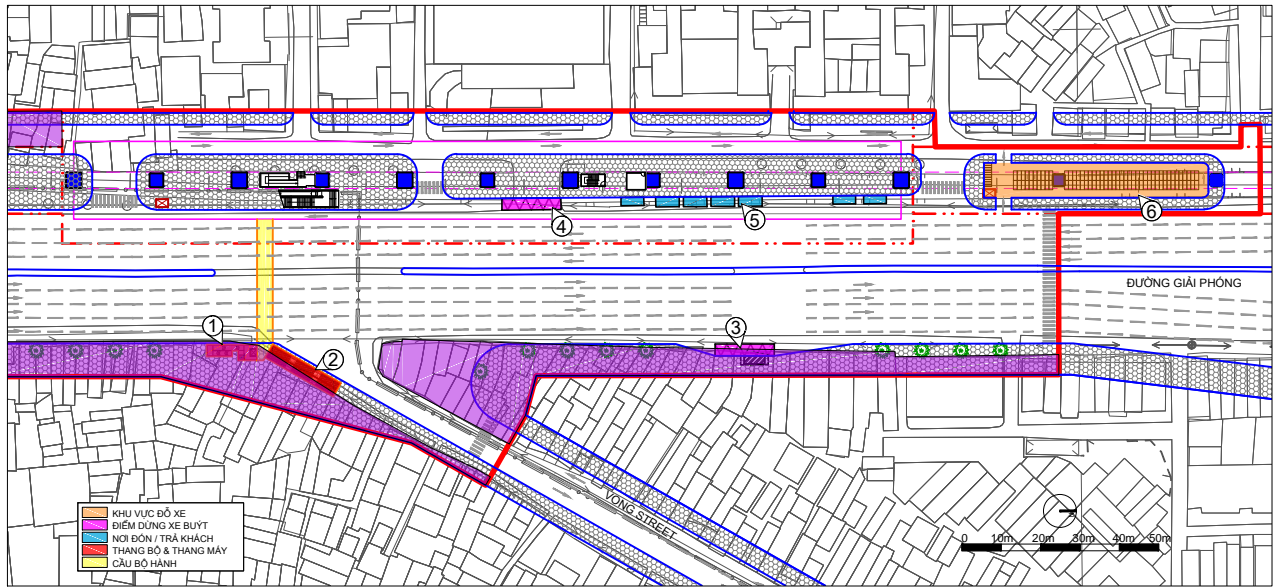 4
5
6
ĐƯỜNG GIẢI PHÓNG
1
2
3
VONG STREET
KHU VỰC ĐỖ XE
ĐIỂM DỪNG XE BUÝT
NƠI ĐÓN / TRẢ KHÁCH
THANG BỘ & THANG MÁY
CẦU BỘ HÀNH
0 10m 20m 30m 40m 50m